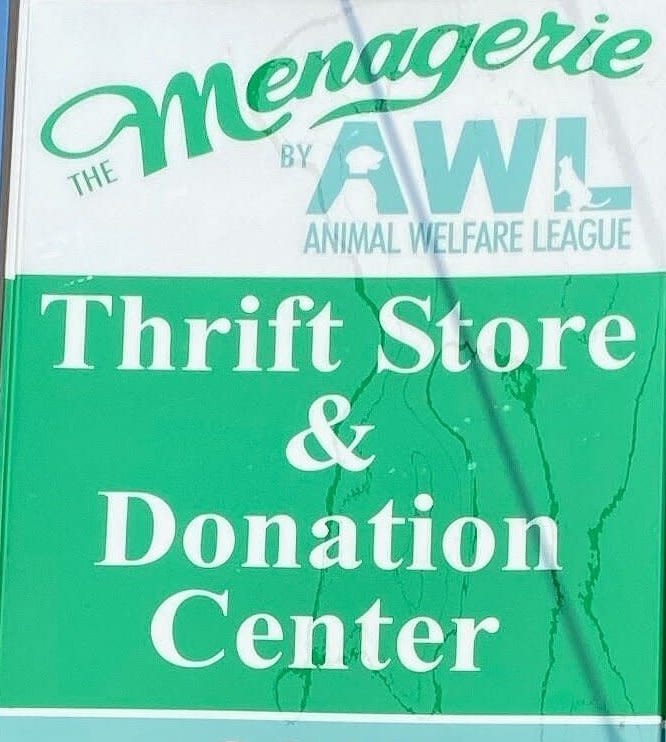 THE Menagerie
BY AWL
ANIMAL WELFARE LEAGUE
Thrift Store
&
Donation
Center